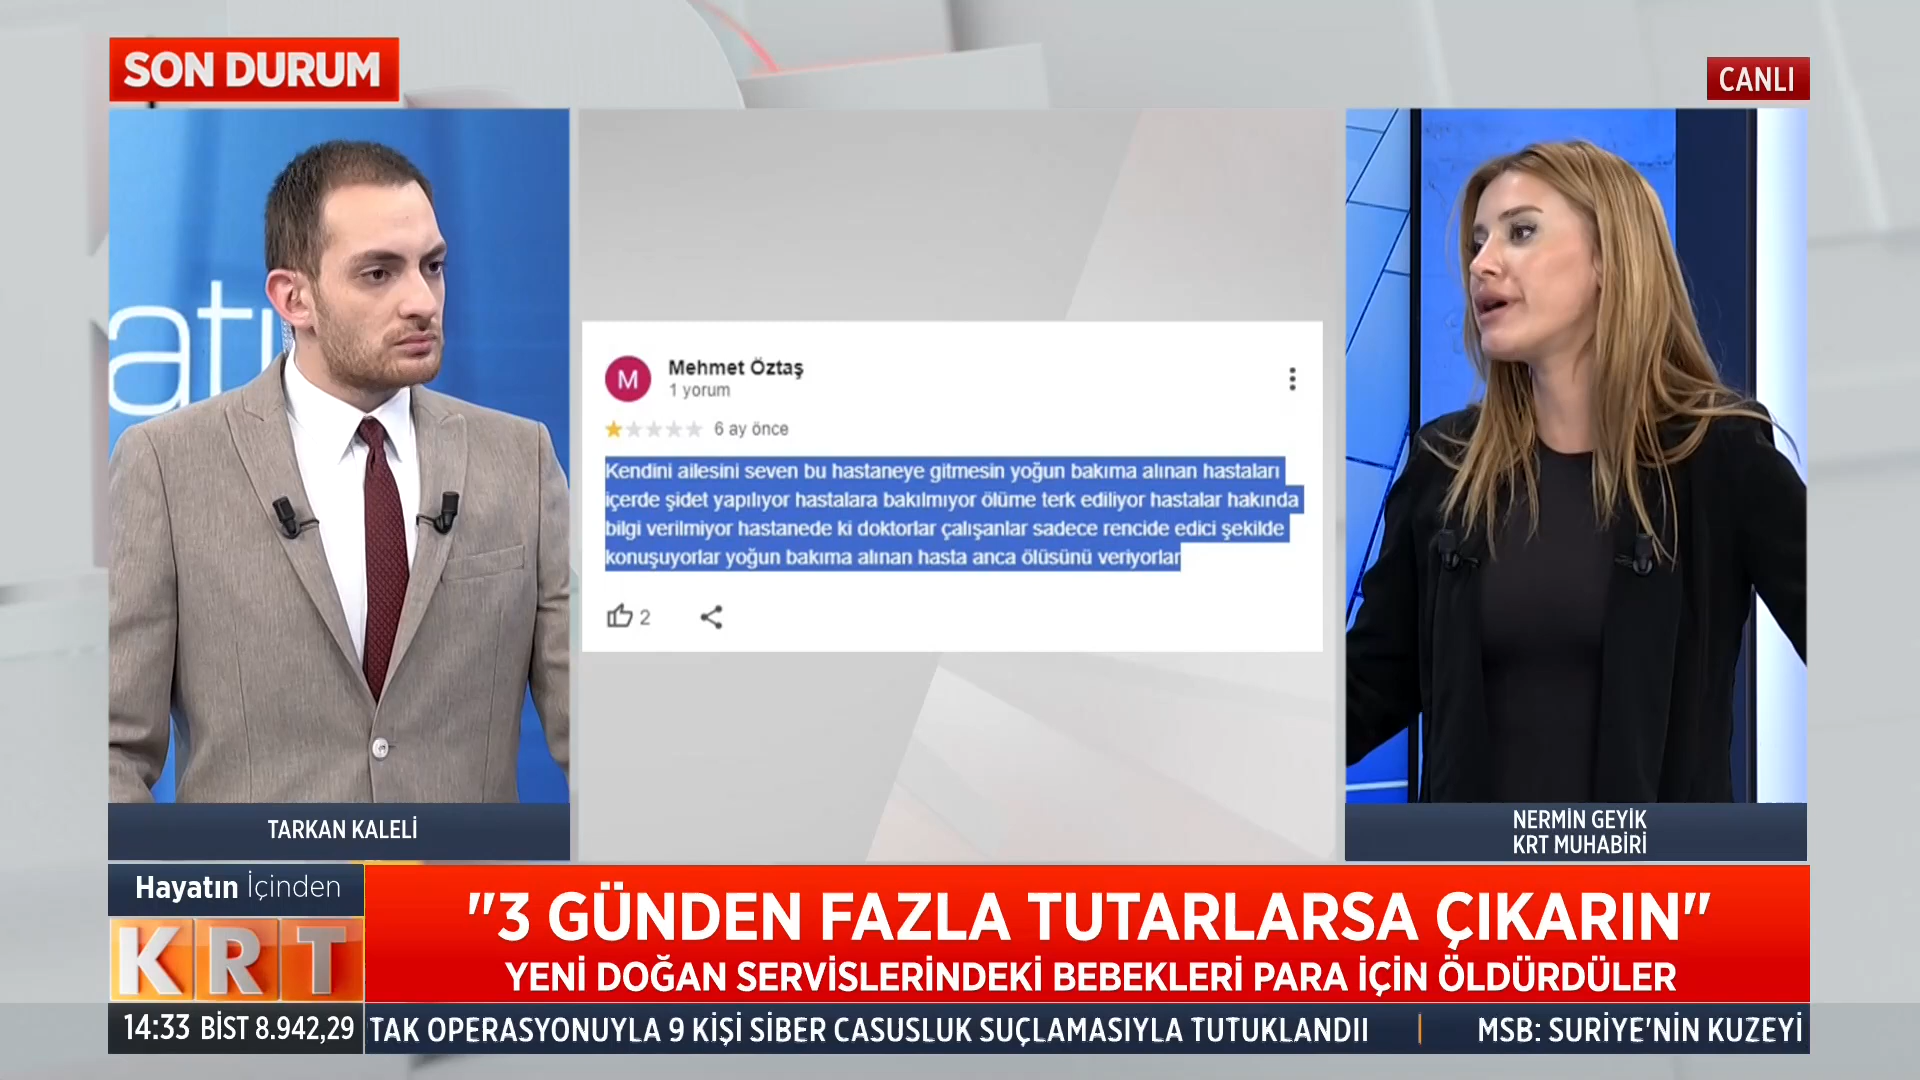 SON DURUM
CANLI
atı
Mehmet Öztaş
M
1 yorum
6 ay önce
Kendini ailesini seven bu hastaneye gitmesin yoğun bakıma alınan hastaları
içerde şidet yapılıyor hastalara bakılmıyor ölüme terk ediliyor hastalar hakında
bilgi verilmiyor hastanede ki doktorlar çalışanlar sadece rencide edici şekilde
konuşuyorlar yoğun bakıma alınan hasta anca ölüsünü veriyorlar
2
TARKAN KALELİ
NERMİN GEYİK
KRT MUHABİRİ
Hayatın İçinden
KRT
"3 GÜNDEN FAZLA TUTARLARSA ÇIKARIN"
YENİ DOĞAN SERVİSLERİNDEKİ BEBEKLERİ PARA İÇİN ÖLDÜRDÜLER
14:33 BİST 8.942,29
TAK OPERASYONUYLA 9 KİŞİ SİBER CASUSLUK SUÇLAMASIYLA TUTUKLANDII | MSB: SURİYE'NİN KUZEYİ